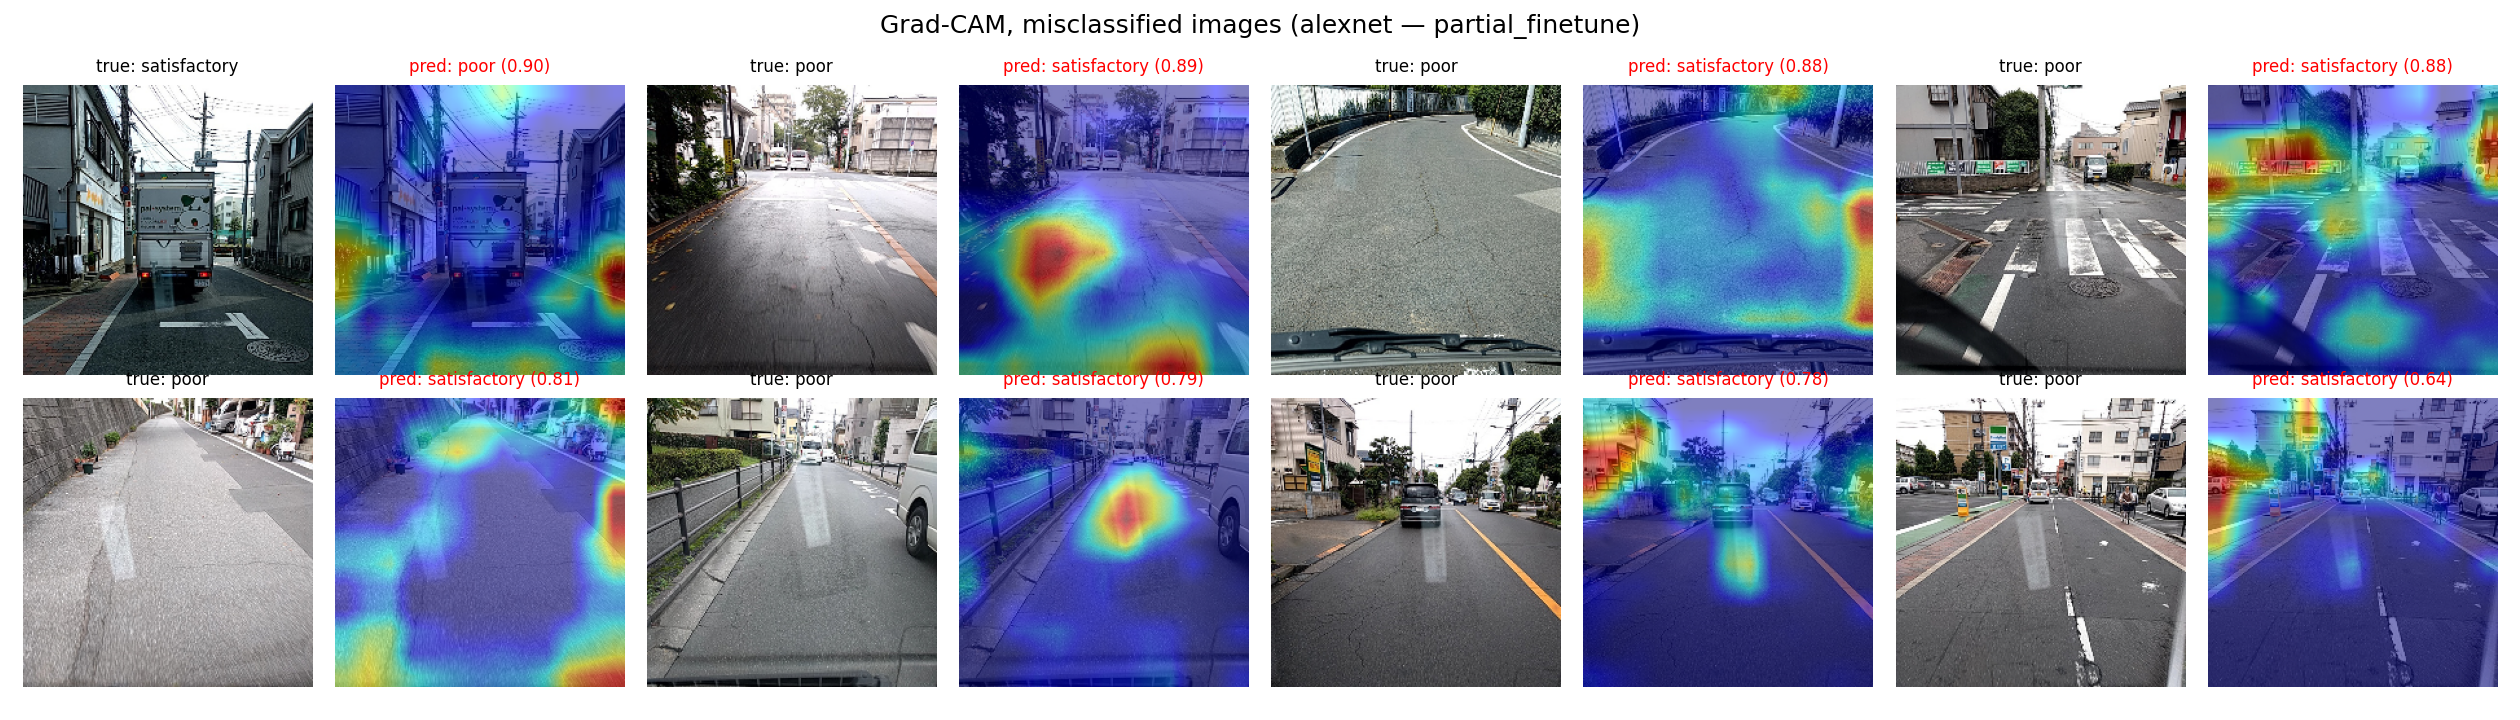 Grad-CAM, misclassified images (alexnet — partial_finetune)
true: satisfactory
pred: poor (0.90)
true: poor
pred: satisfactory (0.89)
true: poor
pred: satisfactory (0.88)
true: poor
pred: satisfactory (0.88)
pal-system
true: poor
pred: satisfactory (0.81)
true: poor
pred: satisfactory (0.79)
true: poor
pred: satisfactory (0.78)
true: poor
pred: satisfactory (0.64)